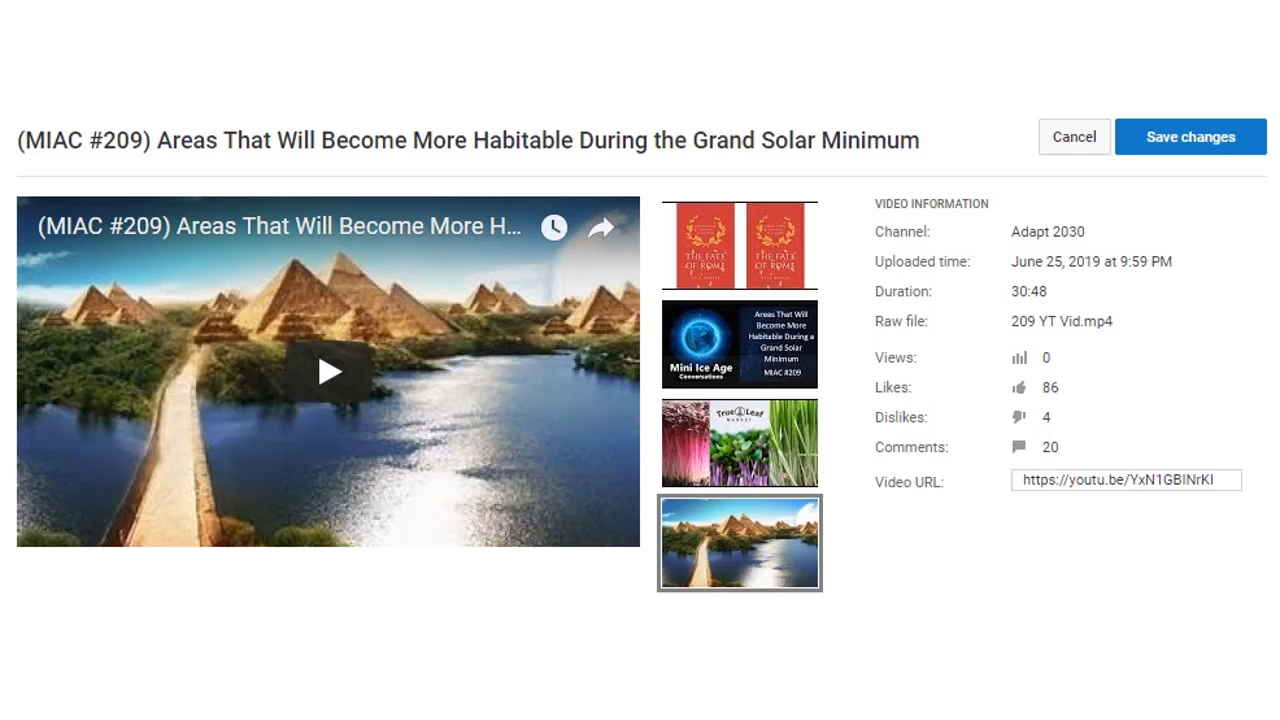 (MIAC #209) Areas That Will Become More Habitable During the Grand Solar Minimum
Cancel
Save changes
(MIAC #209) Areas That Will Become More H...
THE FATE
OF ROME
THE FATE
OF ROME
Areas That Will
Become More
Habitable During a
Grand Solar
Minimum
MIAC #209
Mini Ice Age
Conversations
True Leaf
MARKET
VIDEO INFORMATION
Channel: Adapt 2030
Uploaded time: June 25, 2019 at 9:59 PM
Duration: 30:48
Raw file: 209 YT Vid.mp4
Views: 0
Likes: 86
Dislikes: 4
Comments: 20
Video URL: https://youtu.be/YxN1GBINrKI